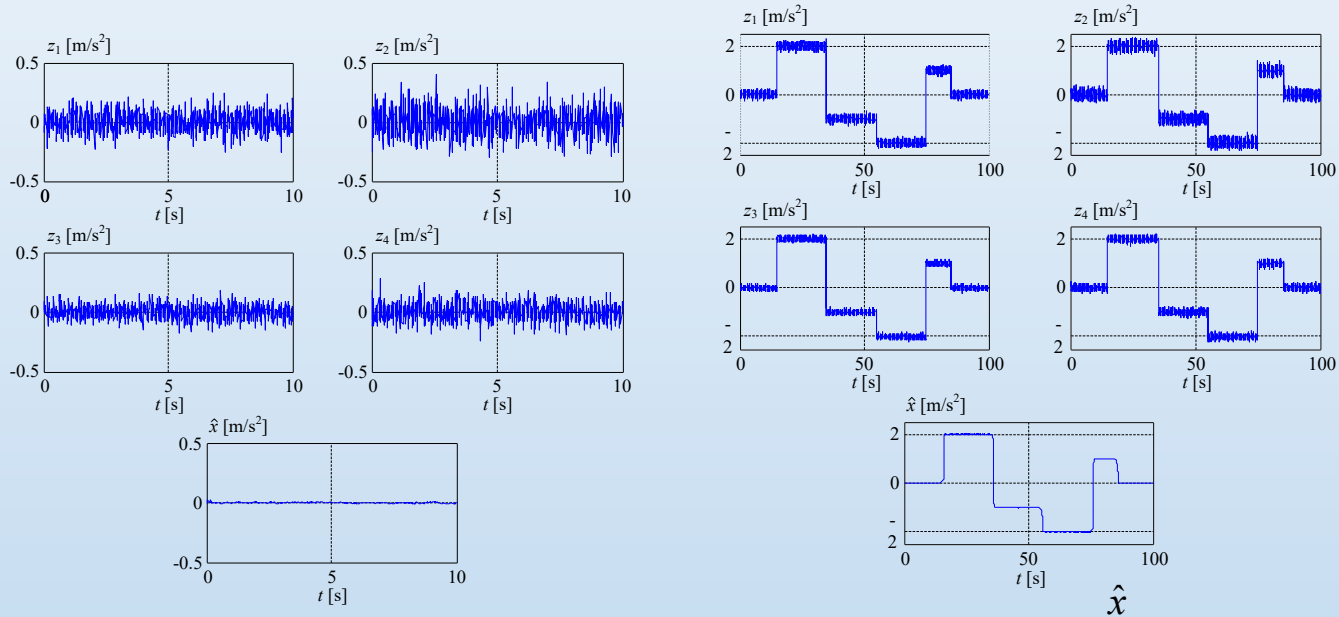 z₁ [m/s²]
0.5
0
-0.5
0 5 10
t [s]
z₂ [m/s²]
0.5
0
-0.5
0 5 10
t [s]
z₃ [m/s²]
0.5
0
-0.5
0 5 10
t [s]
z₄ [m/s²]
0.5
0
-0.5
0 5 10
t [s]
x̂ [m/s²]
0.5
0
-0.5
0 5 10
t [s]
z₁ [m/s²]
2
0
-
2
0 50 100
t [s]
z₂ [m/s²]
2
0
-
2
0 50 100
t [s]
z₃ [m/s²]
2
0
-
2
0 50 100
t [s]
z₄ [m/s²]
2
0
-
2
0 50 100
t [s]
x̂ [m/s²]
2
0
-
2
0 50 100
t [s]
x̂